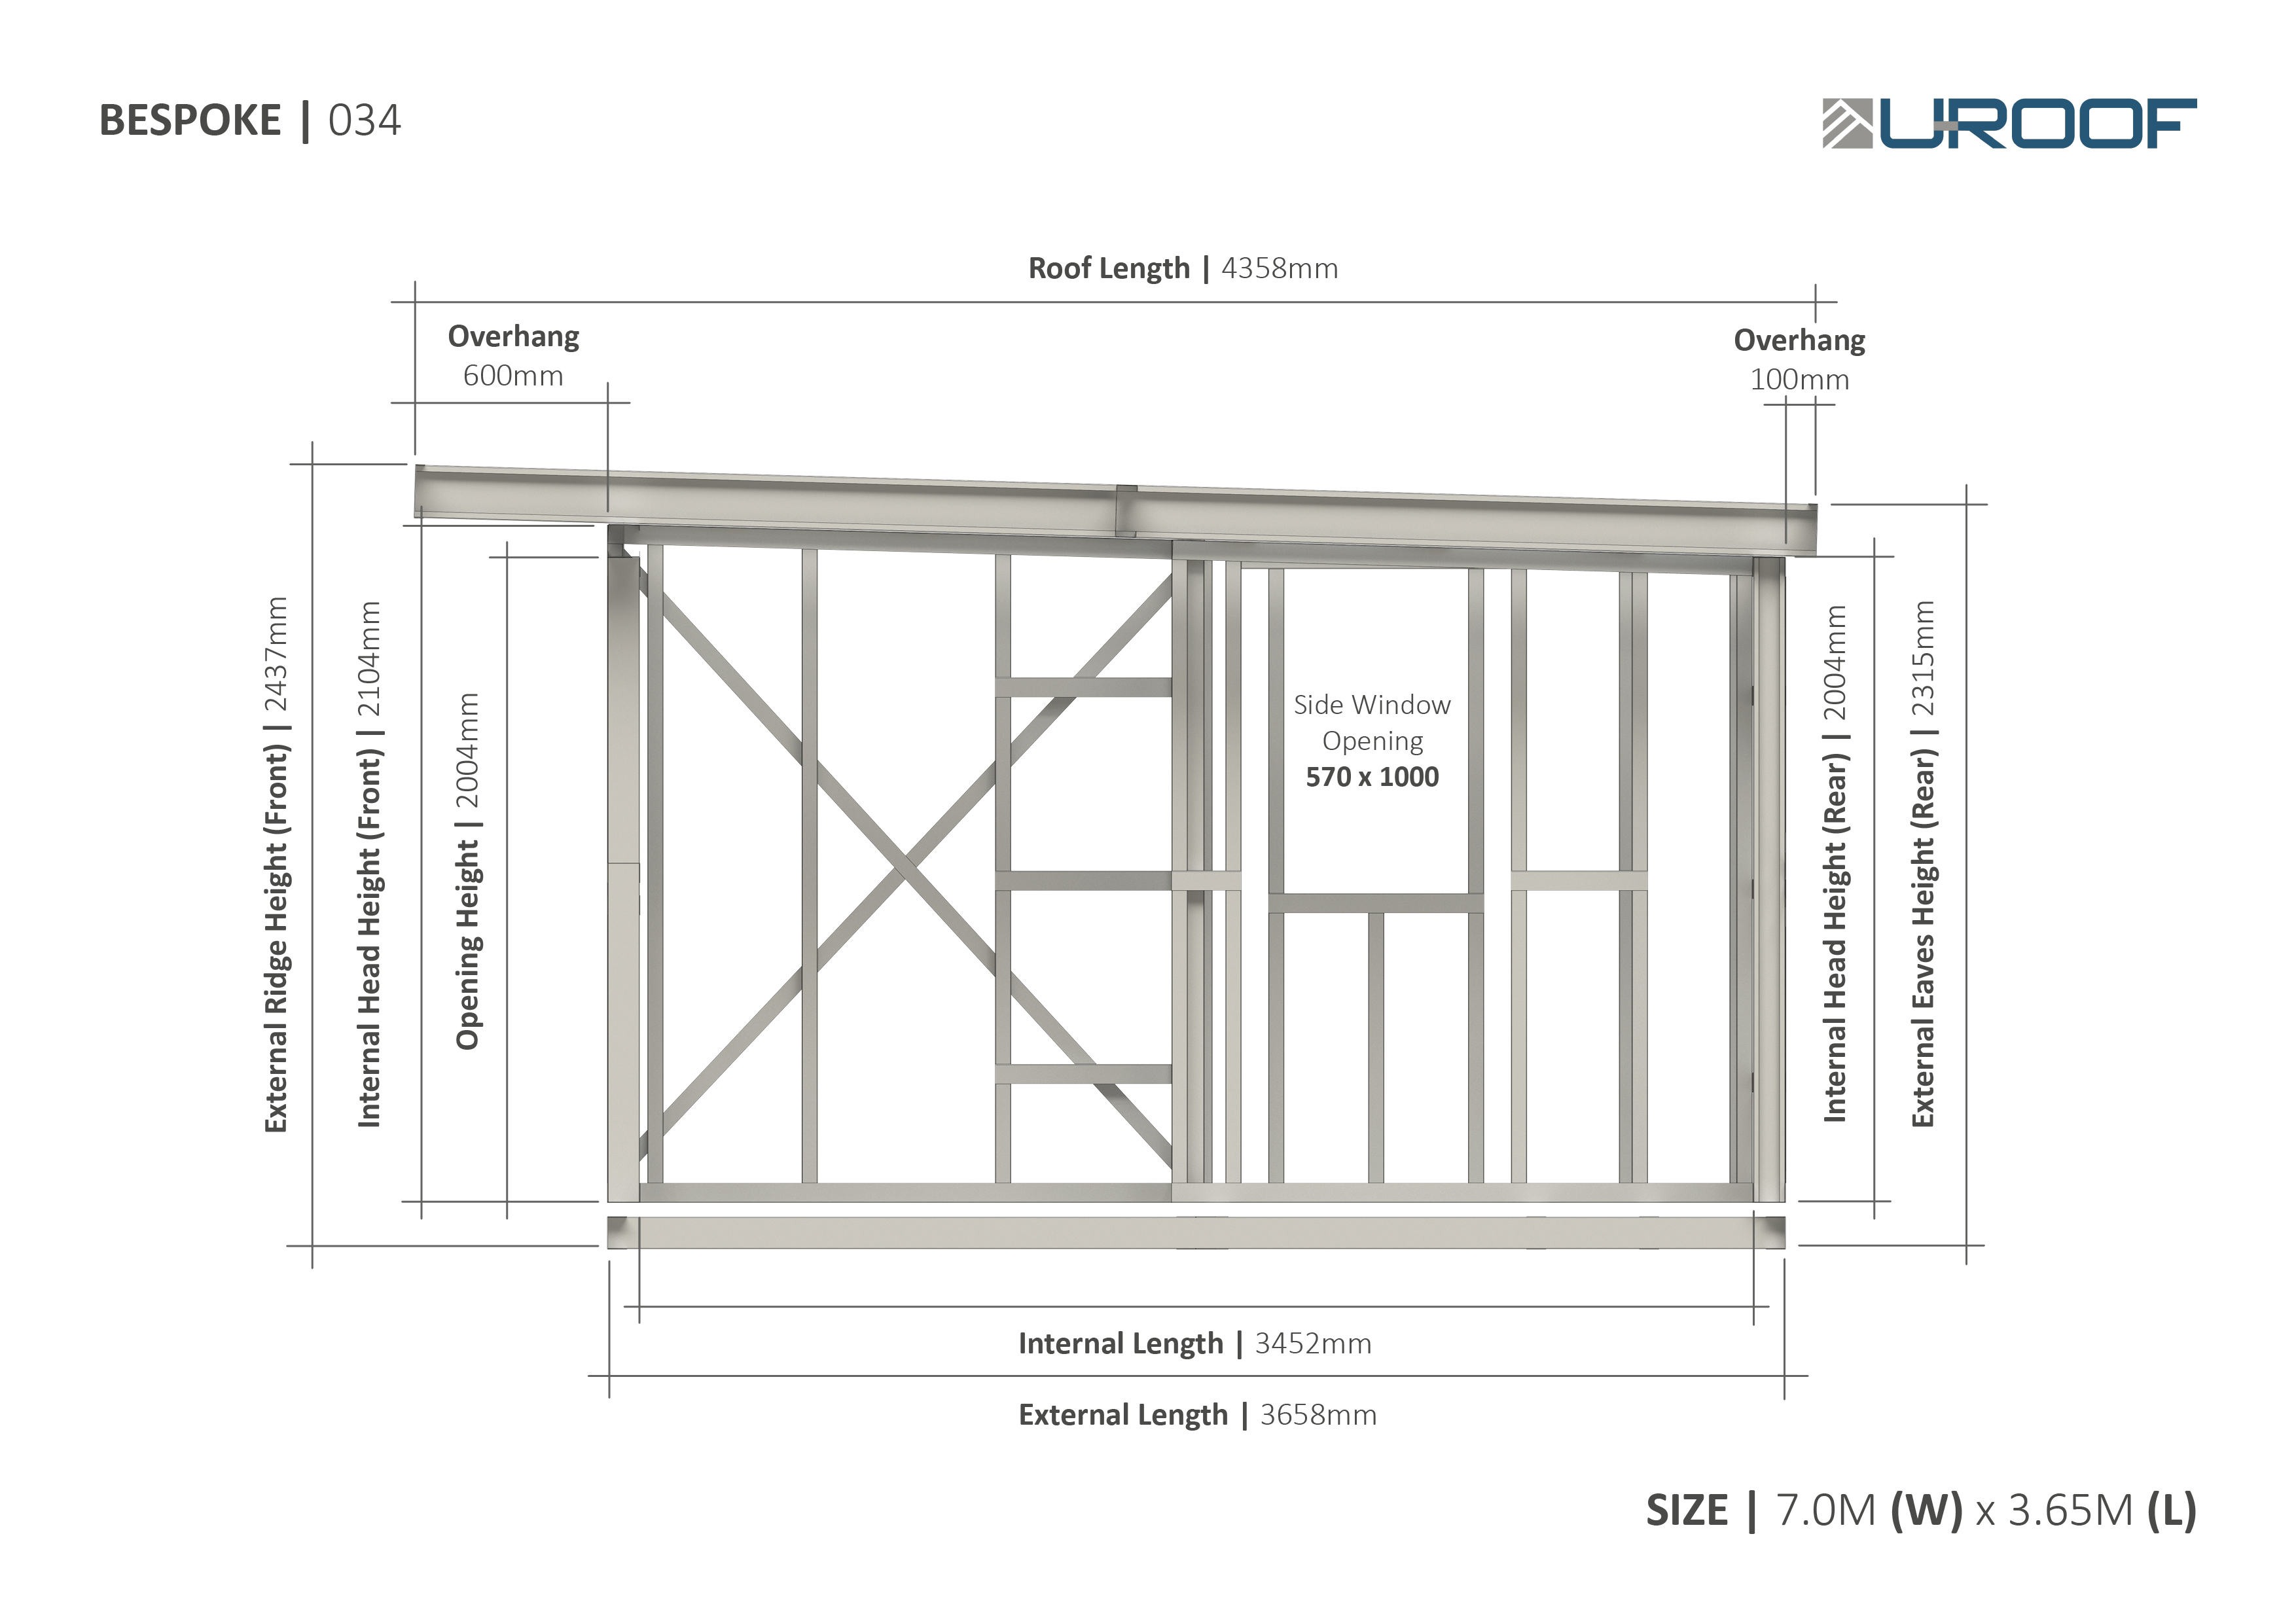 BESPOKE | 034
UROOF
Roof Length | 4358mm
Overhang
600mm
Overhang
100mm
External Ridge Height (Front) | 2437mm
Internal Head Height (Front) | 2104mm
Opening Height | 2004mm
Side Window
Opening
570 x 1000
Internal Head Height (Rear) | 2004mm
External Eaves Height (Rear) | 2315mm
Internal Length | 3452mm
External Length | 3658mm
SIZE | 7.0M (W) x 3.65M (L)